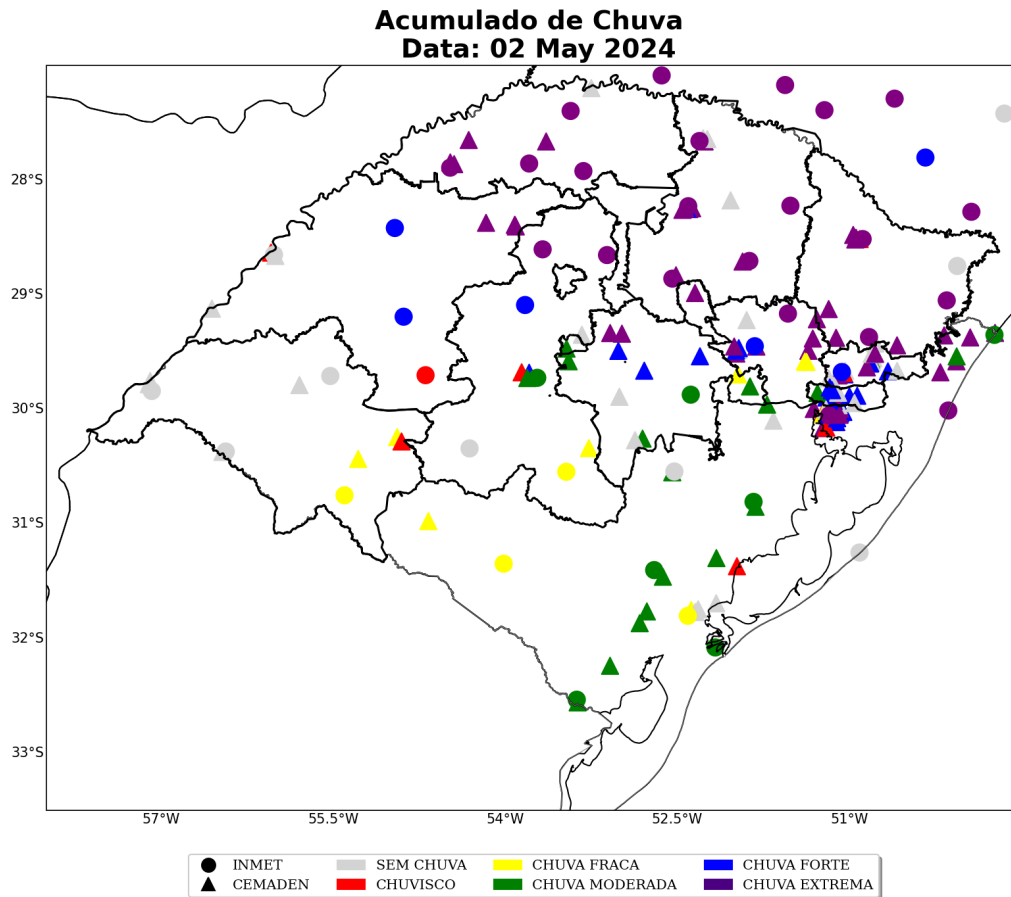 Acumulado de Chuva
Data: 02 May 2024
28°S
29°S
30°S
31°S
32°S
33°S
57°W 55.5°W 54°W 52.5°W 51°W
INMET SEM CHUVA CHUVA FRACA CHUVA FORTE
CEMADEN CHUVISCO CHUVA MODERADA CHUVA EXTREMA